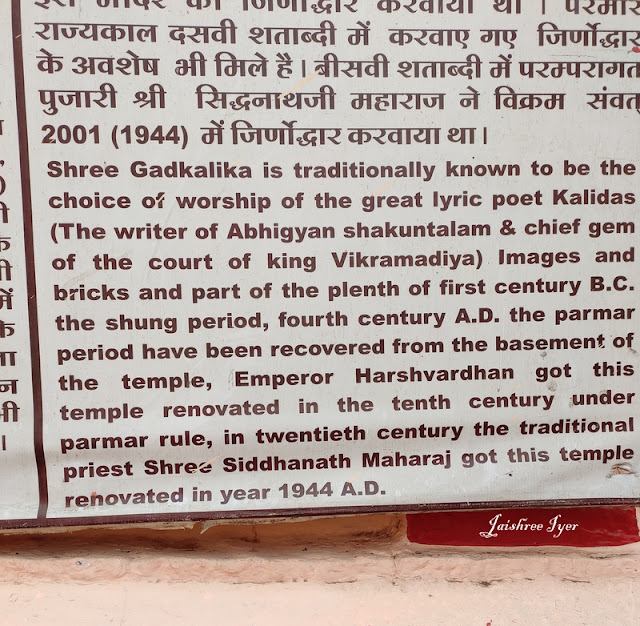 इस मंदिर का जिर्णोद्धार करवाया था । परमार
राज्यकाल दसवी शताब्दी में करवाए गए जिर्णोद्धार
के अवशेष भी मिले है । बीसवी शताब्दी में परम्परागत
पुजारी श्री सिद्धनाथजी महाराज ने विक्रम संवत्
2001 (1944) में जिर्णोद्धार करवाया था ।
Shree Gadkalika is traditionally known to be the
choice of worship of the great lyric poet Kalidas
(The writer of Abhigyan shakuntalam & chief gem
of the court of king Vikramadiya) Images and
bricks and part of the plenth of first century B.C.
the shung period, fourth century A.D. the parmar
period have been recovered from the basement of
the temple, Emperor Harshvardhan got this
temple renovated in the tenth century under
parmar rule, in twentieth century the traditional
priest Shree Siddhanath Maharaj got this temple
renovated in year 1944 A.D.
Jaishree Iyer